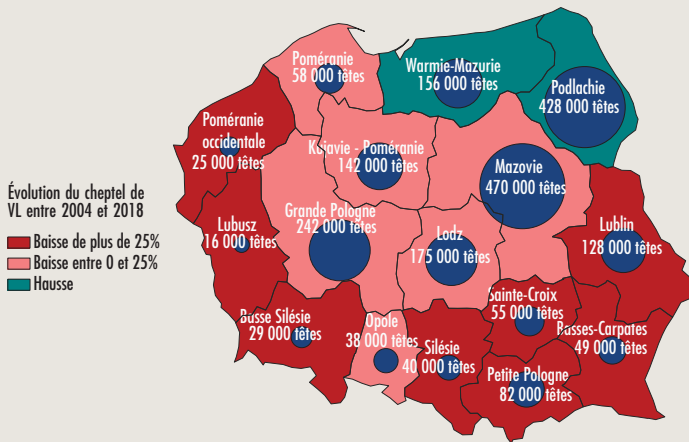 Poméranie
58 000 têtes
Warmie-Mazurie
156 000 têtes
Podlachie
428 000 têtes
Poméranie
occidentale
25 000 têtes
Kujavie - Poméranie
142 000 têtes
Mazovie
470 000 têtes
Évolution du cheptel de
VL entre 2004 et 2018
Baisse de plus de 25%
Baisse entre 0 et 25%
Hausse
Lubusz
16 000 têtes
Grande Pologne
242 000 têtes
Lodz
175 000 têtes
Lublin
128 000 têtes
Basse Silésie
29 000 têtes
Opole
38 000 têtes
Silésie
40 000 têtes
Sainte-Croix
55 000 têtes
Basses-Carpates
49 000 têtes
Petite Pologne
82 000 têtes